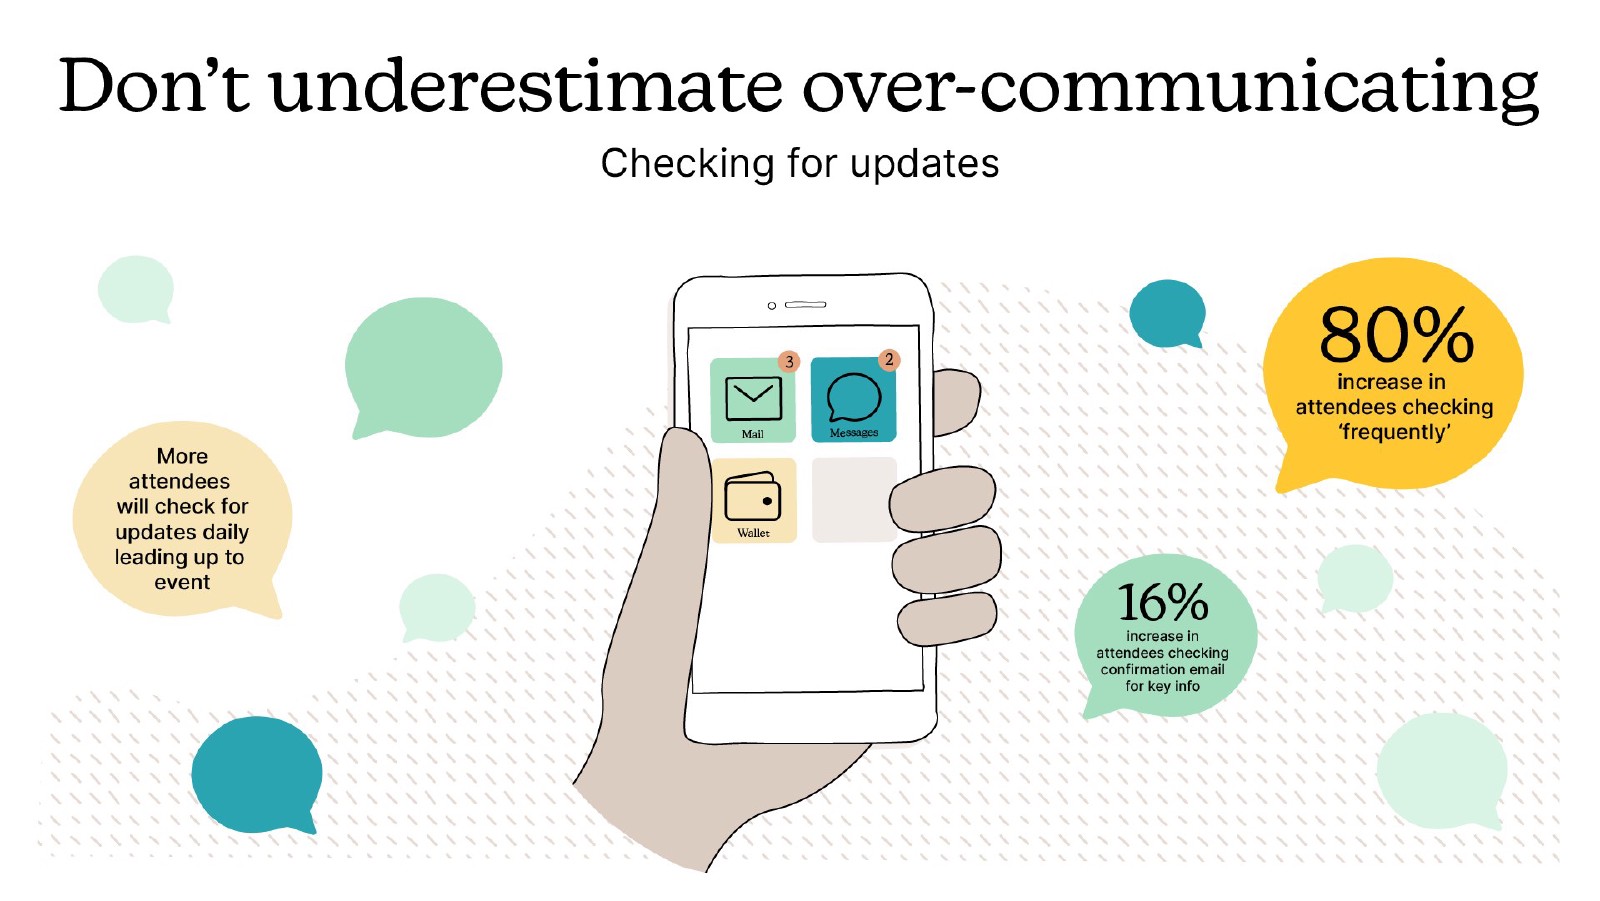 Don’t underestimate over-communicating
Checking for updates
More
attendees
will check for
updates daily
leading up to
event
3
Mail
2
Messages
Wallet
80%
increase in
attendees checking
‘frequently’
16%
increase in
attendees checking
confirmation email
for key info